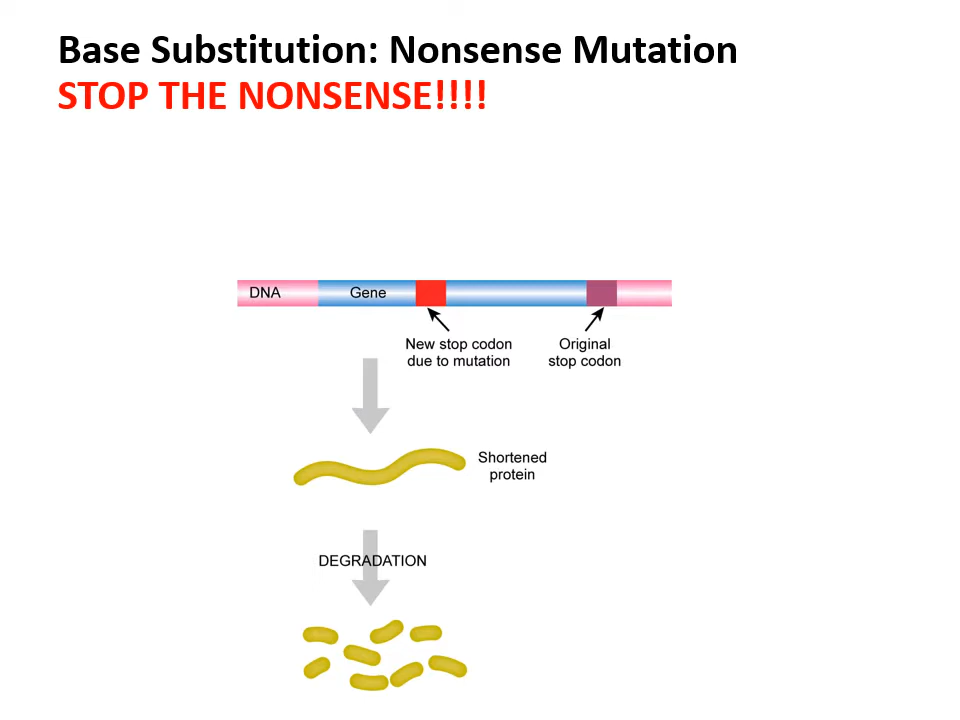 Base Substitution: Nonsense Mutation
STOP THE NONSENSE!!!!
DNA
Gene
New stop codon
due to mutation
Original
stop codon
Shortened
protein
DEGRADATION